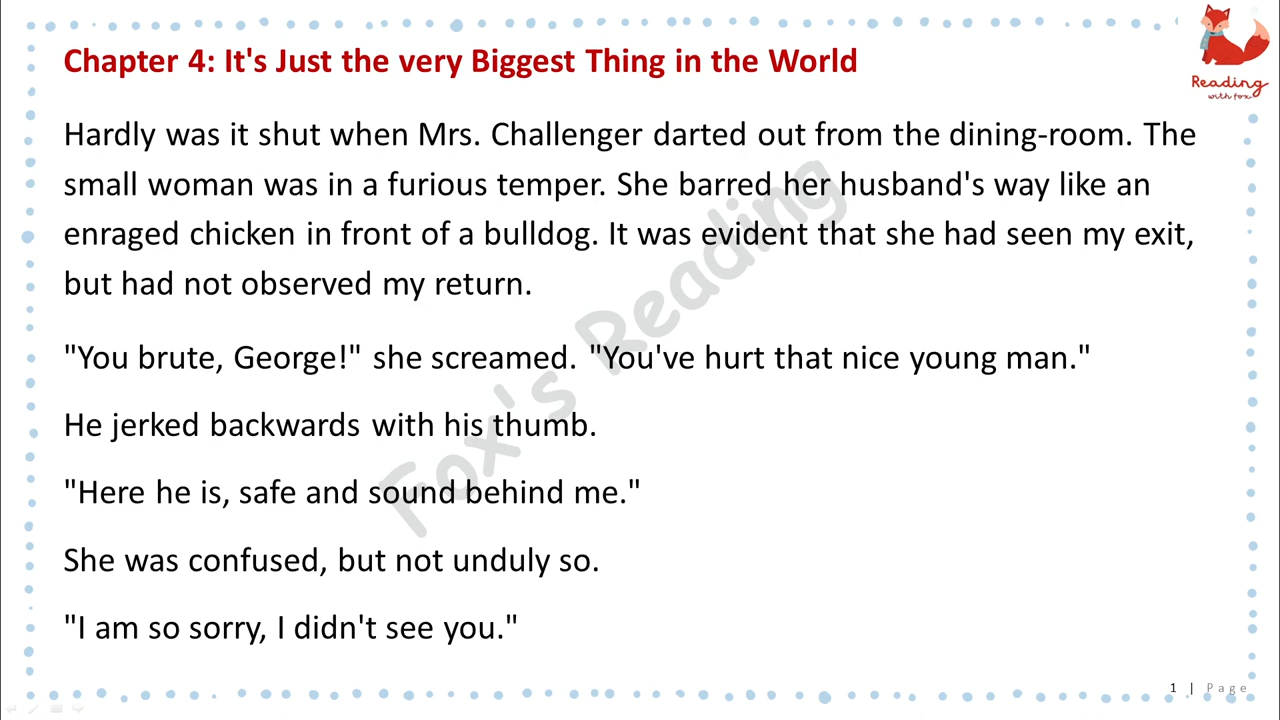 Chapter 4: It's Just the very Biggest Thing in the World
Reading
with fox
Hardly was it shut when Mrs. Challenger darted out from the dining-room. The
small woman was in a furious temper. She barred her husband's way like an
enraged chicken in front of a bulldog. It was evident that she had seen my exit,
but had not observed my return.
"You brute, George!" she screamed. "You've hurt that nice young man."
He jerked backwards with his thumb.
"Here he is, safe and sound behind me."
She was confused, but not unduly so.
"I am so sorry, I didn't see you."
Fox's Reading
1 | Page